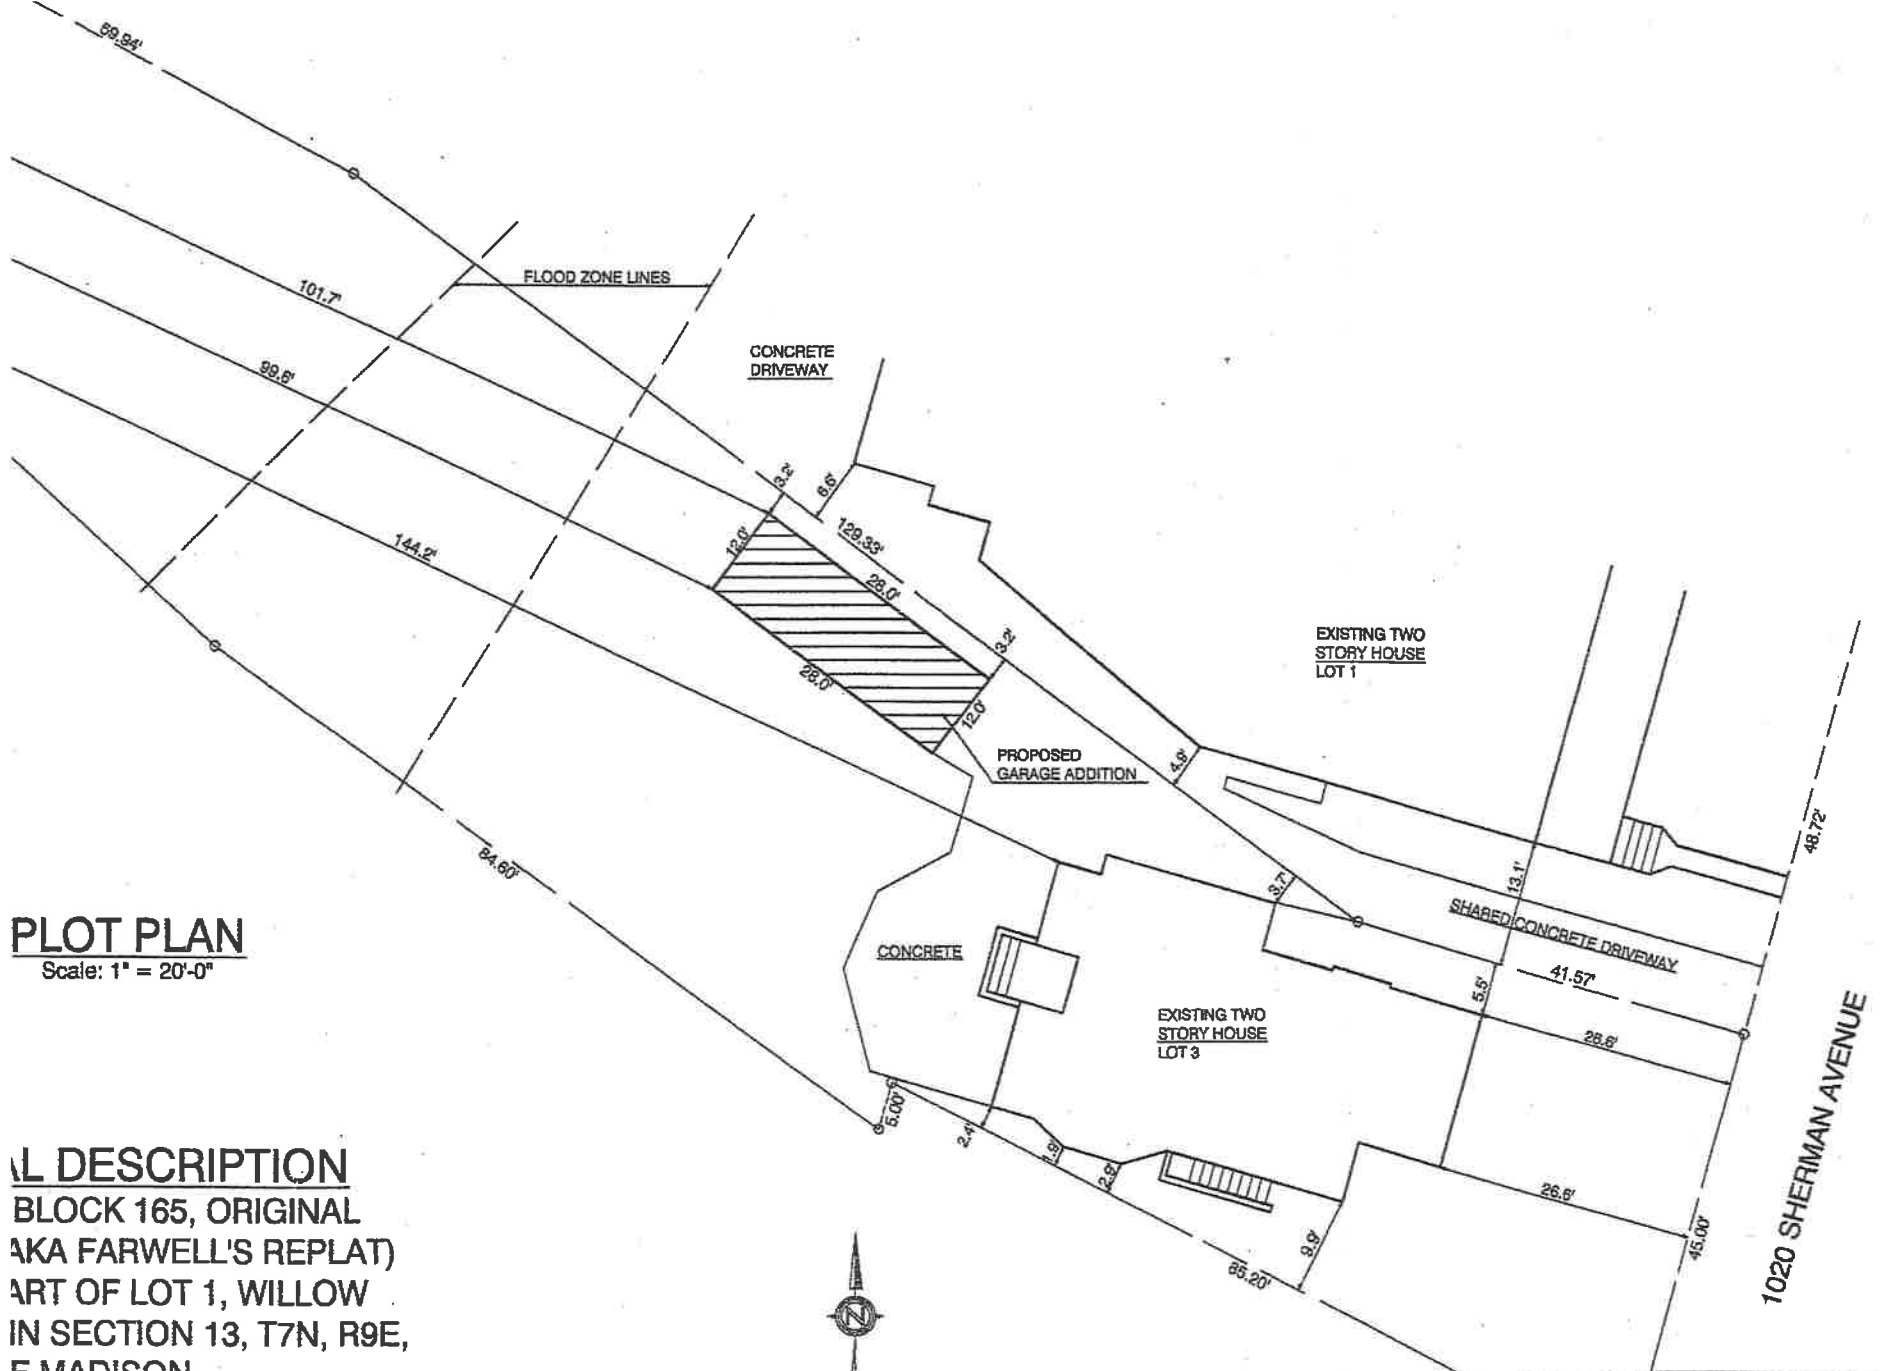 59.94'
FLOOD ZONE LINES
101.7'
CONCRETE
DRIVEWAY
99.6'
3.2'
6.6'
129.33'
12.0'
144.2'
28.0'
EXISTING TWO
STORY HOUSE
LOT 1
3.2'
28.0'
12.0'
PROPOSED
GARAGE ADDITION
4.9'
48.72'
84.60'
3.7'
13.1'
SHARED CONCRETE DRIVEWAY
PLOT PLAN
Scale: 1" = 20'-0"
CONCRETE
41.57'
5.5'
EXISTING TWO
STORY HOUSE
LOT 3
26.6'
5.00'
2.4'
1.9'
2.9'
26.6'
45.00'
1020 SHERMAN AVENUE
9.9'
85.20'
N
AL DESCRIPTION
BLOCK 165, ORIGINAL
AKA FARWELL'S REPLAT)
ART OF LOT 1, WILLOW
IN SECTION 13, T7N, R9E,
F MADISON